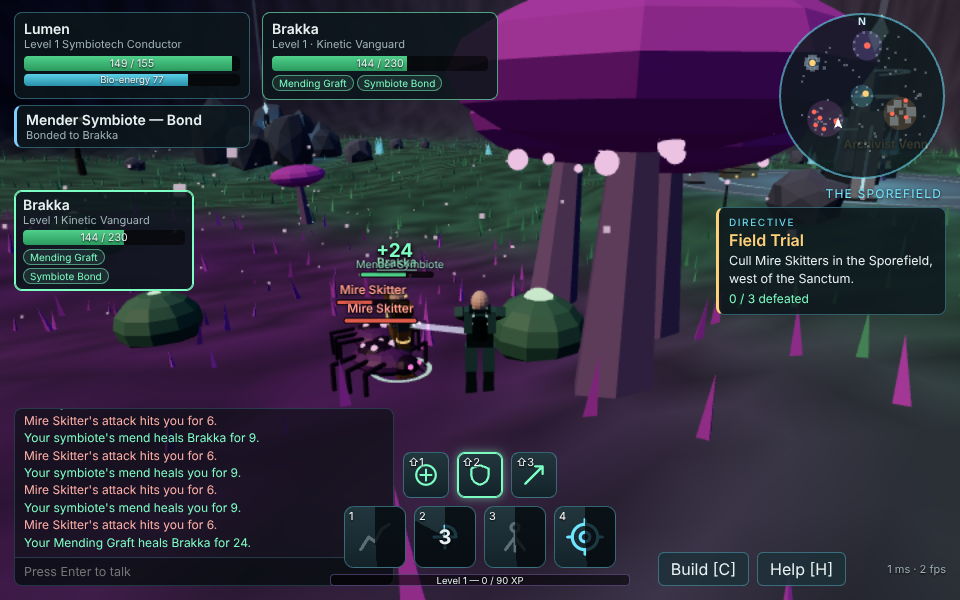 Lumen
Level 1 Symbiotech Conductor
149 / 155
Bio-energy 77
Mender Symbiote — Bond
Bonded to Brakka
Brakka
Level 1 · Kinetic Vanguard
144 / 230
Mending Graft
Symbiote Bond
N
Archivist Venn
THE SPOREFIELD
DIRECTIVE
Field Trial
Cull Mire Skitters in the Sporefield,
west of the Sanctum.
0 / 3 defeated
Brakka
Level 1 Kinetic Vanguard
144 / 230
Mending Graft
Symbiote Bond
+24
Brakka
Mender Symbiote
Mire Skitter
Mire Skitter
Mire Skitter's attack hits you for 6.
Your symbiote's mend heals Brakka for 9.
Mire Skitter's attack hits you for 6.
Your symbiote's mend heals you for 9.
Mire Skitter's attack hits you for 6.
Your symbiote's mend heals you for 9.
Mire Skitter's attack hits you for 6.
Your Mending Graft heals Brakka for 24.
Press Enter to talk
⇧1
⇧2
⇧3
1
2
3
3
4
Level 1 — 0 / 90 XP
Build [C]
Help [H]
1 ms · 2 fps